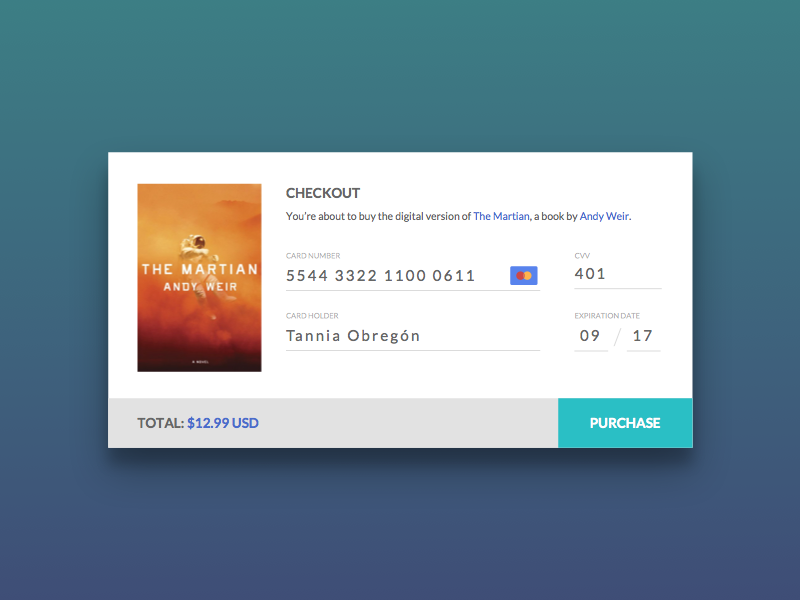 THE MARTIAN
ANDY WEIR
A NOVEL
CHECKOUT
You're about to buy the digital version of The Martian, a book by Andy Weir.
CARD NUMBER
5544 3322 1100 0611
CVV
401
CARD HOLDER
Tannia Obregón
EXPIRATION DATE
09 / 17
TOTAL: $12.99 USD
PURCHASE